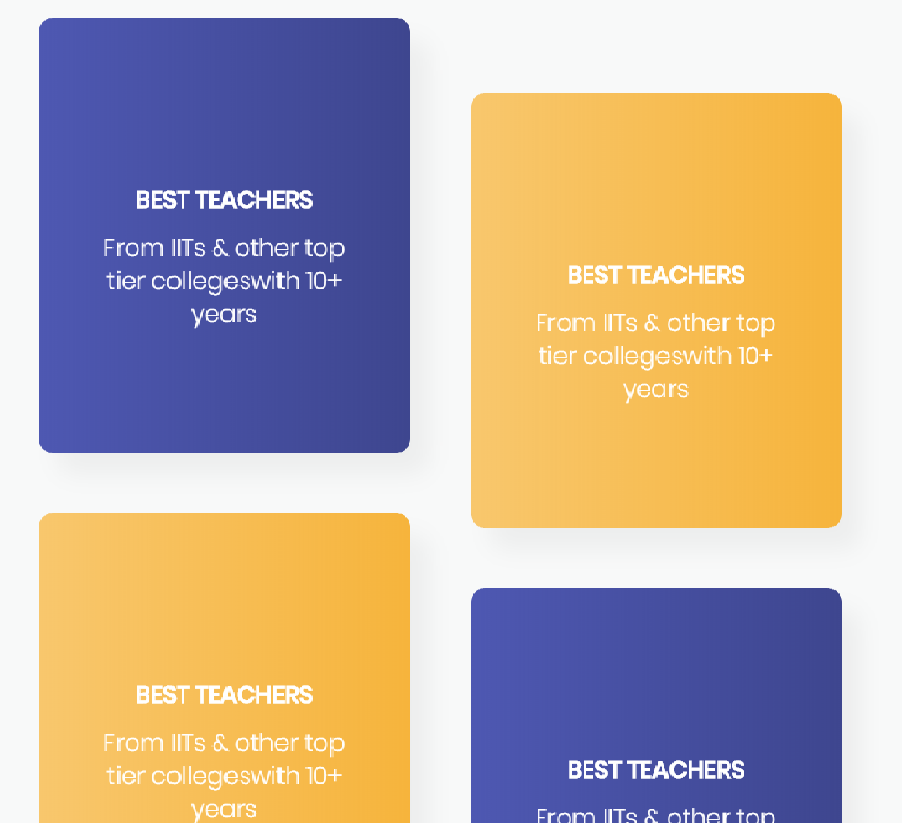 BEST TEACHERS
From IITs & other top
tier collegeswith 10+
years
BEST TEACHERS
From IITs & other top
tier collegeswith 10+
years
BEST TEACHERS
From IITs & other top
tier collegeswith 10+
years
BEST TEACHERS
From IITs & other top